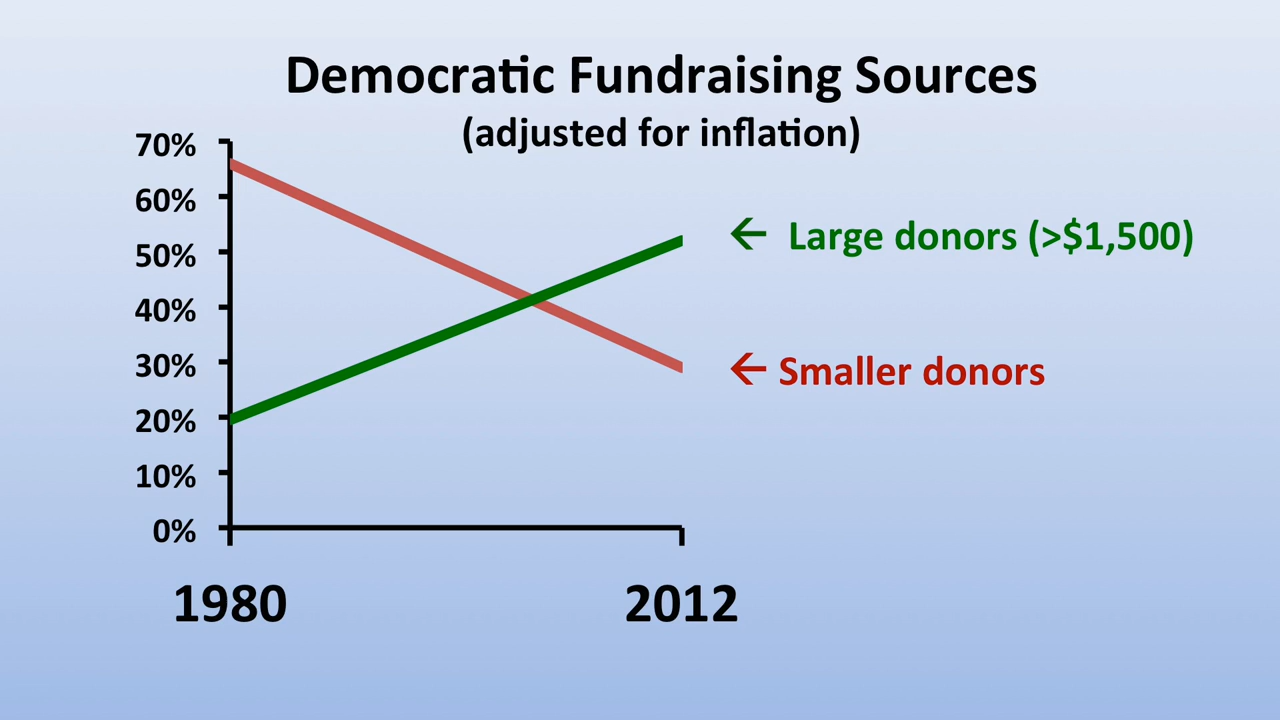 Democratic Fundraising Sources
(adjusted for inflation)
70%
60%
50%
40%
30%
20%
10%
0%
1980
2012
← Large donors (>$1,500)
← Smaller donors